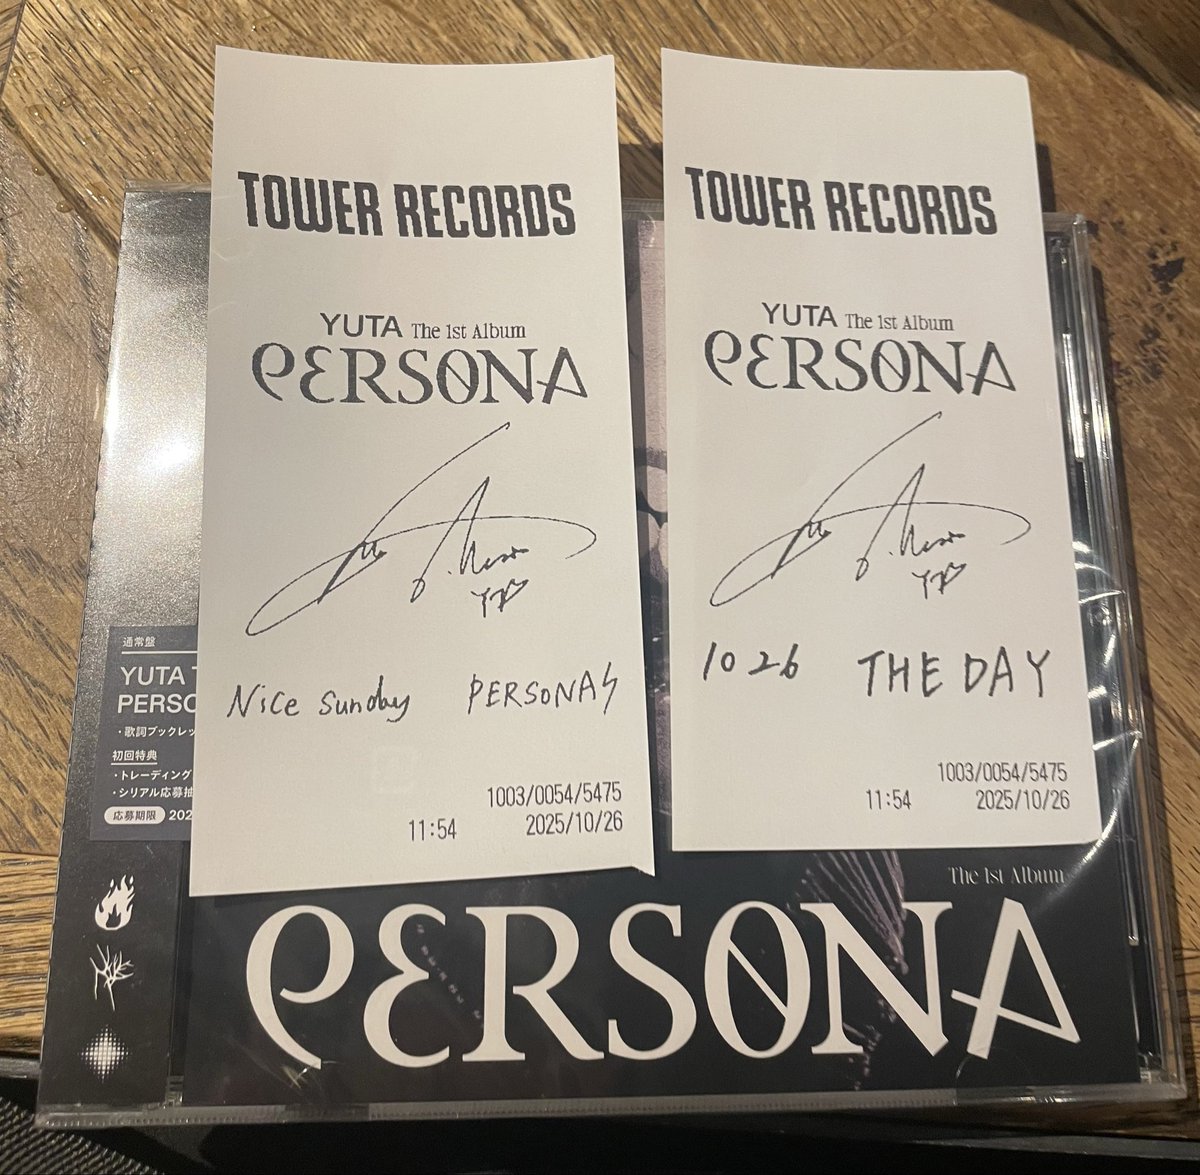 TOWER RECORDS
YUTA The 1st Album
PERSONA
Nice Sunday PERSONAS
1003/0054/5475
11:54 2025/10/26
TOWER RECORDS
YUTA The 1st Album
PERSONA
10 26 THE DAY
1003/0054/5475
11:54 2025/10/26
通常盤
YUTA
PERSO
・歌詞ブックレッ
初回特典
・トレーディング
・シリアル応募抽
応募期限 202
The 1st Album
PERSONA